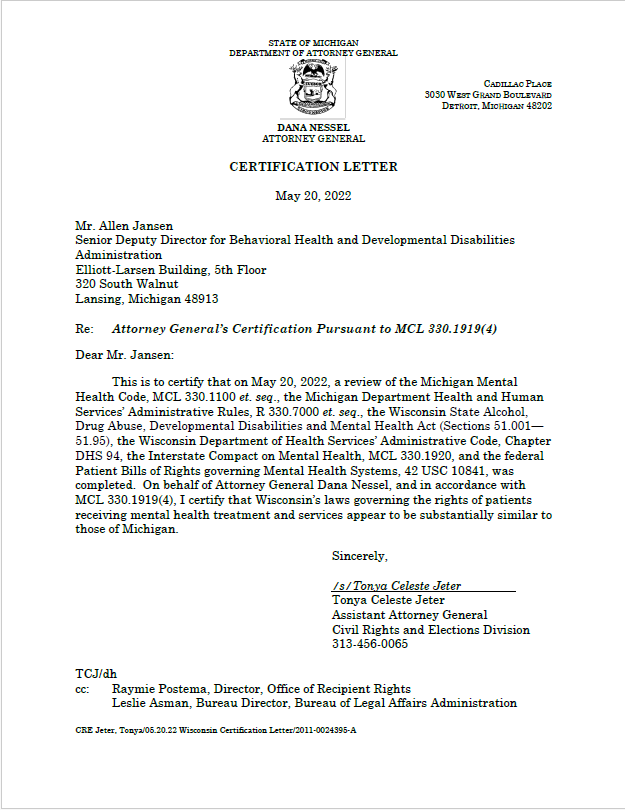 STATE OF MICHIGAN
DEPARTMENT OF ATTORNEY GENERAL
CADILLAC PLACE
3030 WEST GRAND BOULEVARD
DETROIT, MICHIGAN 48202
DANA NESSEL
ATTORNEY GENERAL
CERTIFICATION LETTER
May 20, 2022
Mr. Allen Jansen
Senior Deputy Director for Behavioral Health and Developmental Disabilities
Administration
Elliott-Larsen Building, 5th Floor
320 South Walnut
Lansing, Michigan 48913
Re: Attorney General's Certification Pursuant to MCL 330.1919(4)
Dear Mr. Jansen:
This is to certify that on May 20, 2022, a review of the Michigan Mental
Health Code, MCL 330.1100 et. seq., the Michigan Department Health and Human
Services' Administrative Rules, R 330.7000 et. seq., the Wisconsin State Alcohol,
Drug Abuse, Developmental Disabilities and Mental Health Act (Sections 51.001—
51.95), the Wisconsin Department of Health Services' Administrative Code, Chapter
DHS 94, the Interstate Compact on Mental Health, MCL 330.1920, and the federal
Patient Bills of Rights governing Mental Health Systems, 42 USC 10841, was
completed. On behalf of Attorney General Dana Nessel, and in accordance with
MCL 330.1919(4), I certify that Wisconsin's laws governing the rights of patients
receiving mental health treatment and services appear to be substantially similar to
those of Michigan.
Sincerely,
/s/Tonya Celeste Jeter
Tonya Celeste Jeter
Assistant Attorney General
Civil Rights and Elections Division
313-456-0065
TCJ/dh
cc: Raymie Postema, Director, Office of Recipient Rights
Leslie Asman, Bureau Director, Bureau of Legal Affairs Administration
CRE Jeter, Tonya/05.20.22 Wisconsin Certification Letter/2011-0024395-A